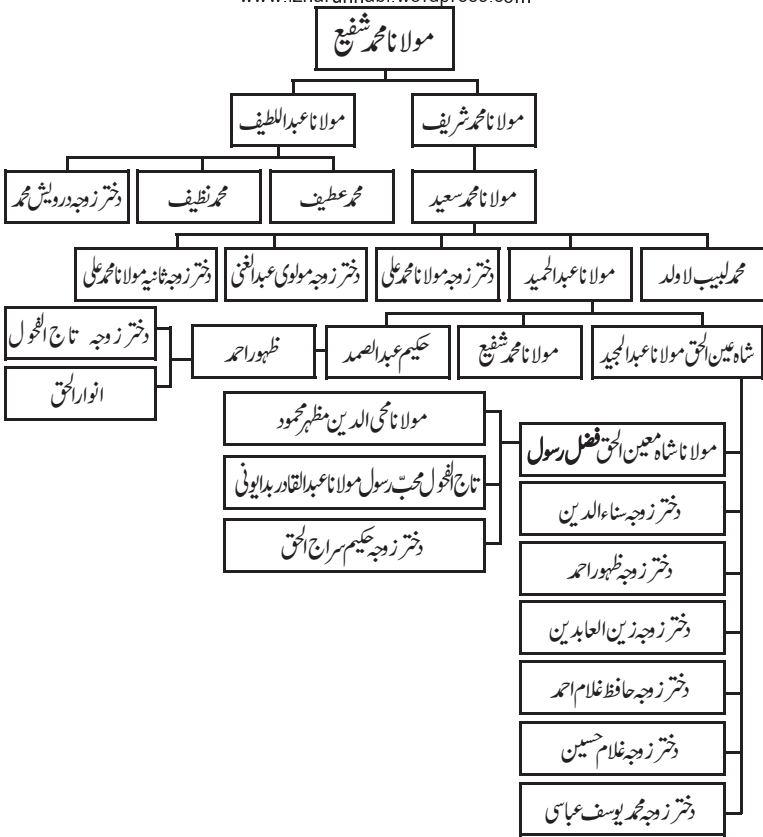 مولانا محمد شفیع
مولانا محمد شریف
مولانا عبداللطیف
مولانا محمد سعید
محمد عطیف
محمد نظیف
دختر زوجہ درویش محمد
محمد لبیب لاولد
مولانا عبدالحمید
دختر زوجہ مولانا محمد علی
دختر زوجہ مولوی عبدالغنی
دختر زوجہ ثانیہ مولانا محمد علی
شاہ عین الحق مولانا عبدالمجید
مولانا محمد شفیع
حکیم عبدالصمد
ظہور احمد
دختر زوجہ تاج الفحول
انوار الحق
مولانا شاہ معین الحق فضل رسول
مولانا محی الدین مظہر محمود
تاج الفحول محبّ رسول مولانا عبدالقادر بدایونی
دختر زوجہ حکیم سراج الحق
دختر زوجہ سناء الدین
دختر زوجہ ظہور احمد
دختر زوجہ زین العابدین
دختر زوجہ حافظ غلام احمد
دختر زوجہ غلام حسین
دختر زوجہ محمد یوسف عباسی